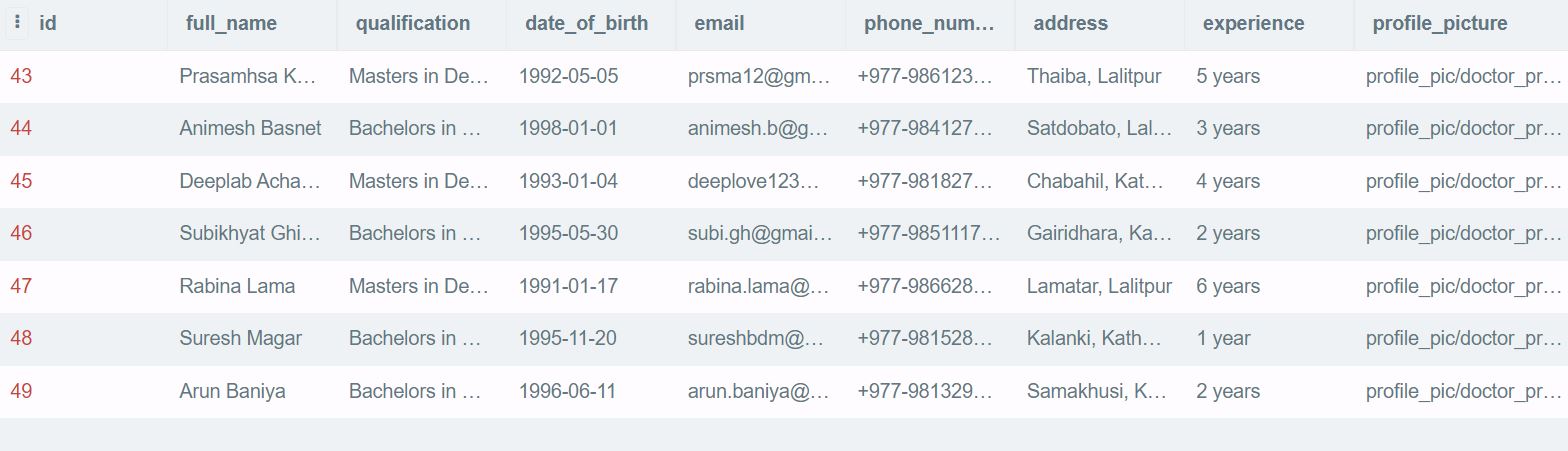 id full_name qualification date_of_birth email phone_num… address experience profile_picture
43 Prasamhsa K… Masters in De… 1992-05-05 prsma12@gm… +977-986123… Thaiba, Lalitpur 5 years profile_pic/doctor_pr…
44 Animesh Basnet Bachelors in … 1998-01-01 animesh.b@g… +977-984127… Satdobato, Lal… 3 years profile_pic/doctor_pr…
45 Deeplab Acha… Masters in De… 1993-01-04 deeplove123… +977-981827… Chabahil, Kat… 4 years profile_pic/doctor_pr…
46 Subikhyat Ghi… Bachelors in … 1995-05-30 subi.gh@gmai… +977-9851117… Gairidhara, Ka… 2 years profile_pic/doctor_pr…
47 Rabina Lama Masters in De… 1991-01-17 rabina.lama@… +977-986628… Lamatar, Lalitpur 6 years profile_pic/doctor_pr…
48 Suresh Magar Bachelors in … 1995-11-20 sureshbdm@… +977-981528… Kalanki, Kath… 1 year profile_pic/doctor_pr…
49 Arun Baniya Bachelors in … 1996-06-11 arun.baniya@… +977-981329… Samakhusi, K… 2 years profile_pic/doctor_pr…